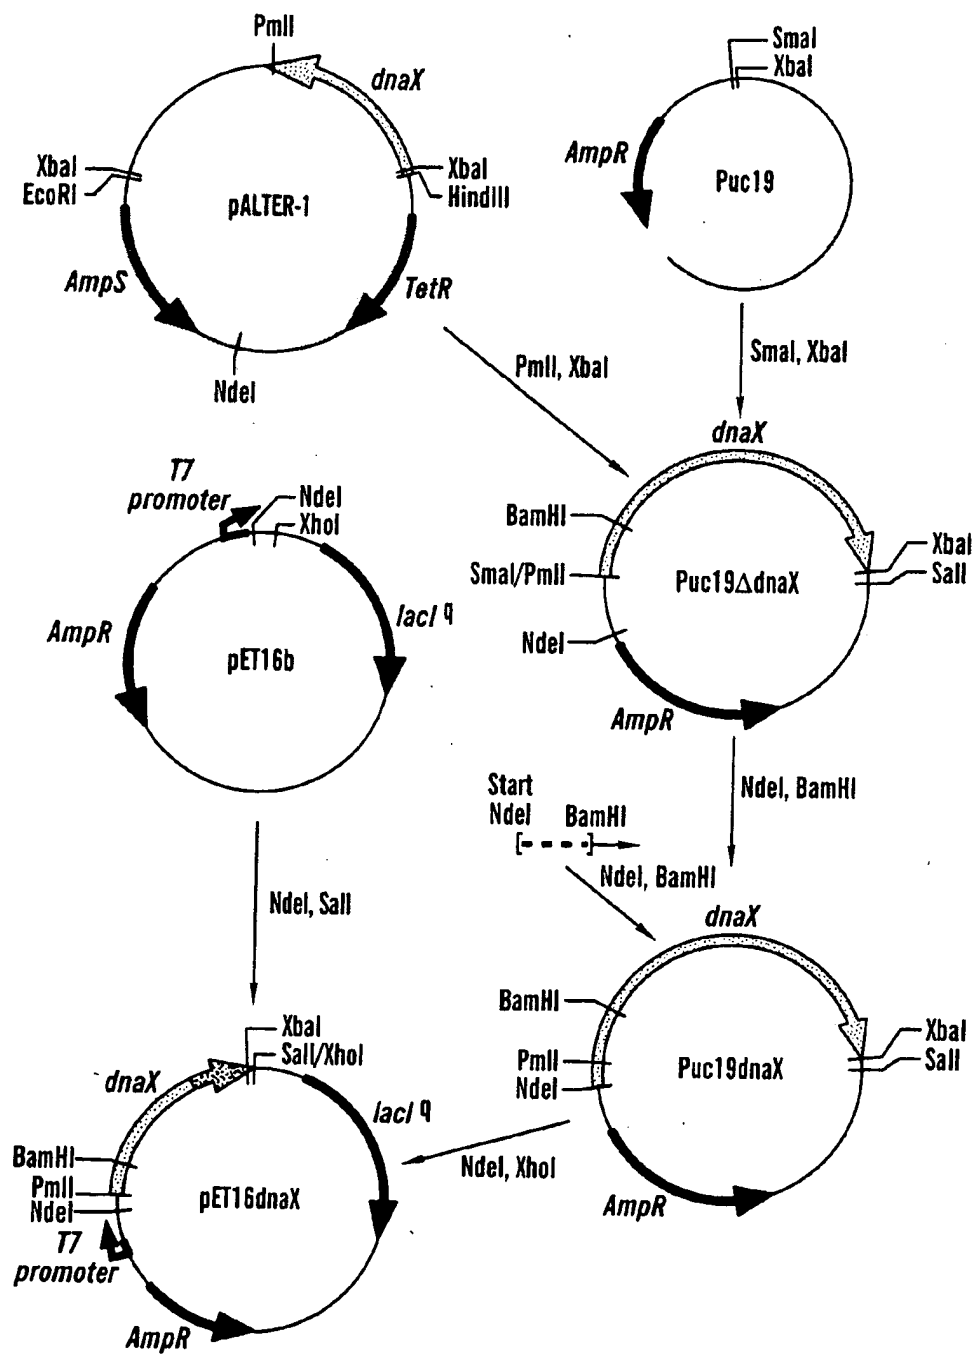 PmlI
dnaX
XbaI
EcoRI
XbaI
HindIII
pALTER-1
AmpS
TetR
NdeI
SmaI
XbaI
AmpR
Puc19
PmlI, XbaI
SmaI, XbaI
T7
promoter
NdeI
XhoI
AmpR
lacI q
pET16b
dnaX
BamHI
SmaI/PmlI
XbaI
SalI
Puc19ΔdnaX
NdeI
AmpR
NdeI, BamHI
Start
NdeI
BamHI
NdeI, BamHI
NdeI, SalI
dnaX
BamHI
PmlI
NdeI
XbaI
SalI
Puc19dnaX
AmpR
NdeI, XhoI
XbaI
SalI/XhoI
dnaX
lacI q
BamHI
PmlI
NdeI
pET16dnaX
T7
promoter
AmpR